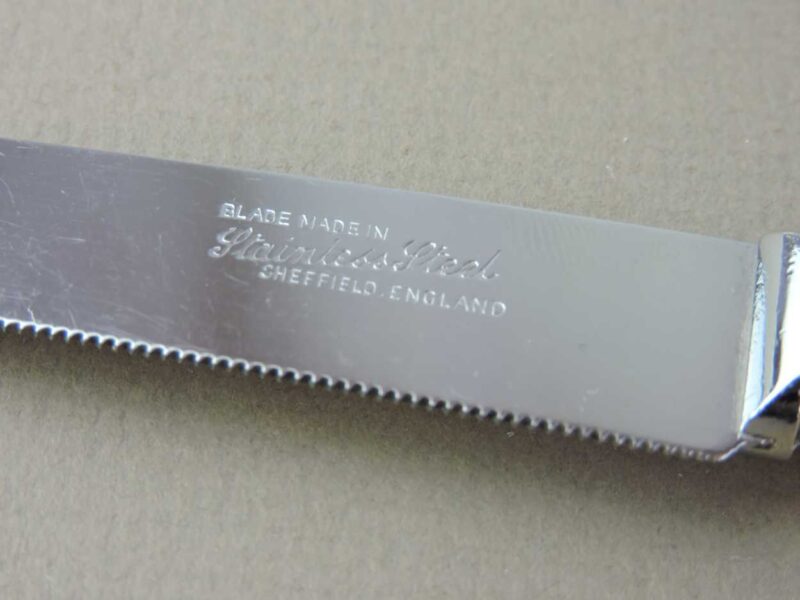 BLADE MADE IN
Stainless Steel
SHEFFIELD. ENGLAND